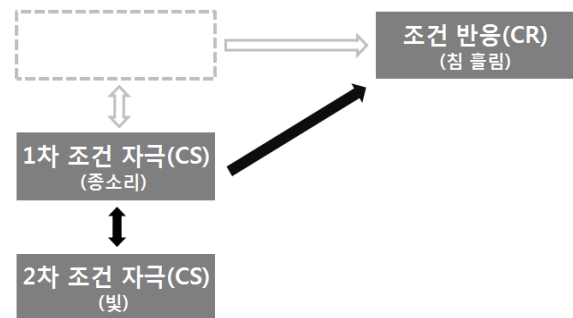 조건 반응(CR)
(침 흘림)
1차 조건 자극(CS)
(종소리)
2차 조건 자극(CS)
(빛)